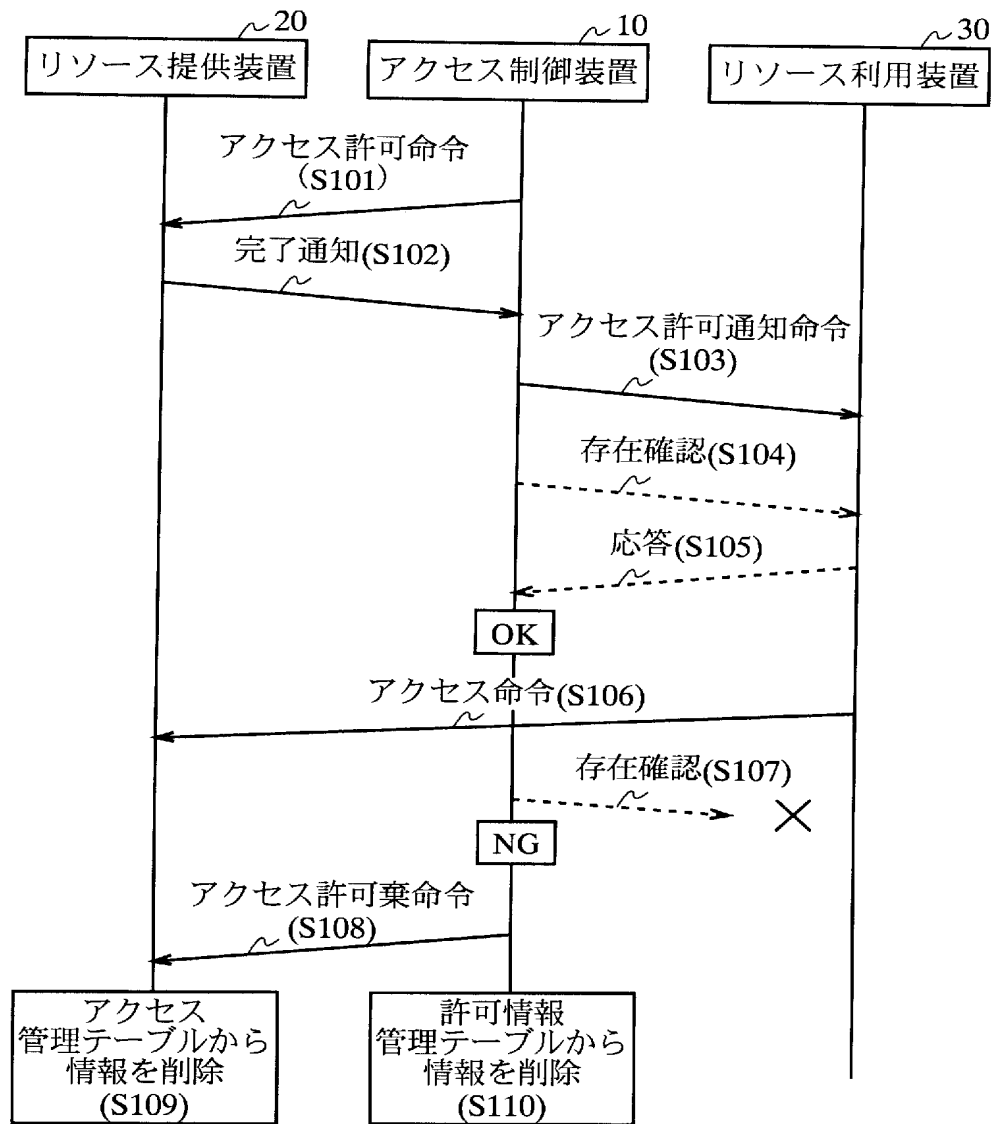 20
10
30
リソース提供装置
アクセス制御装置
リソース利用装置
アクセス許可命令
(S101)
完了通知(S102)
アクセス許可通知命令
(S103)
存在確認(S104)
応答(S105)
OK
アクセス命令(S106)
存在確認(S107)
NG
アクセス許可棄命令
(S108)
アクセス
管理テーブルから
情報を削除
(S109)
許可情報
管理テーブルから
情報を削除
(S110)